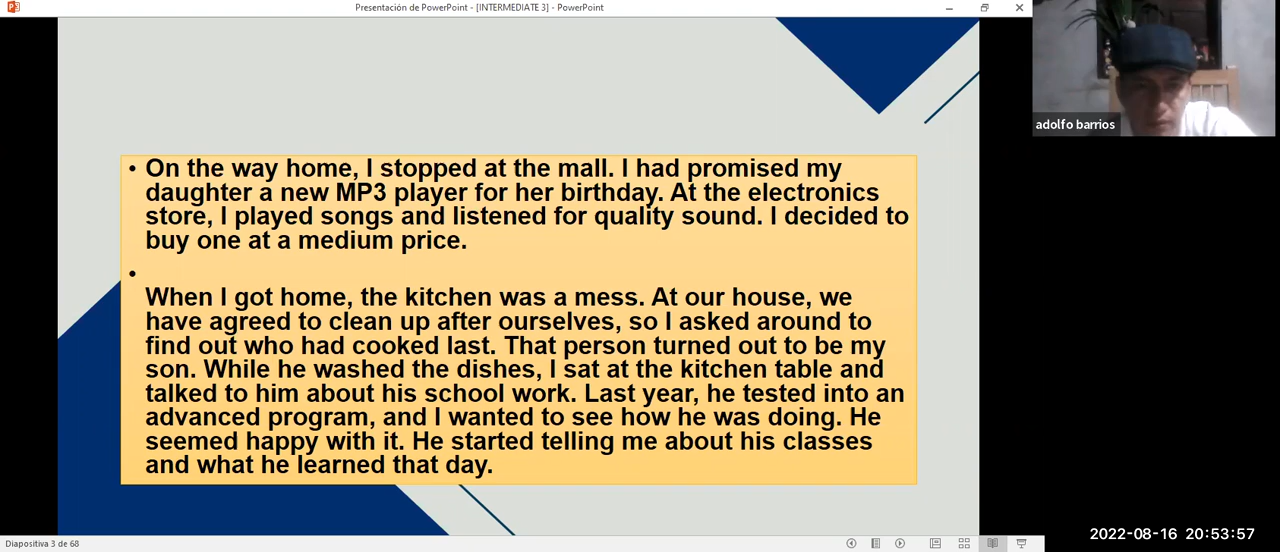 Presentación de PowerPoint - [INTERMEDIATE 3] - PowerPoint
adolfo barrios
• On the way home, I stopped at the mall. I had promised my
daughter a new MP3 player for her birthday. At the electronics
store, I played songs and listened for quality sound. I decided to
buy one at a medium price.
•
When I got home, the kitchen was a mess. At our house, we
have agreed to clean up after ourselves, so I asked around to
find out who had cooked last. That person turned out to be my
son. While he washed the dishes, I sat at the kitchen table and
talked to him about his school work. Last year, he tested into an
advanced program, and I wanted to see how he was doing. He
seemed happy with it. He started telling me about his classes
and what he learned that day.
Diapositiva 3 de 68
2022-08-16 20:53:57